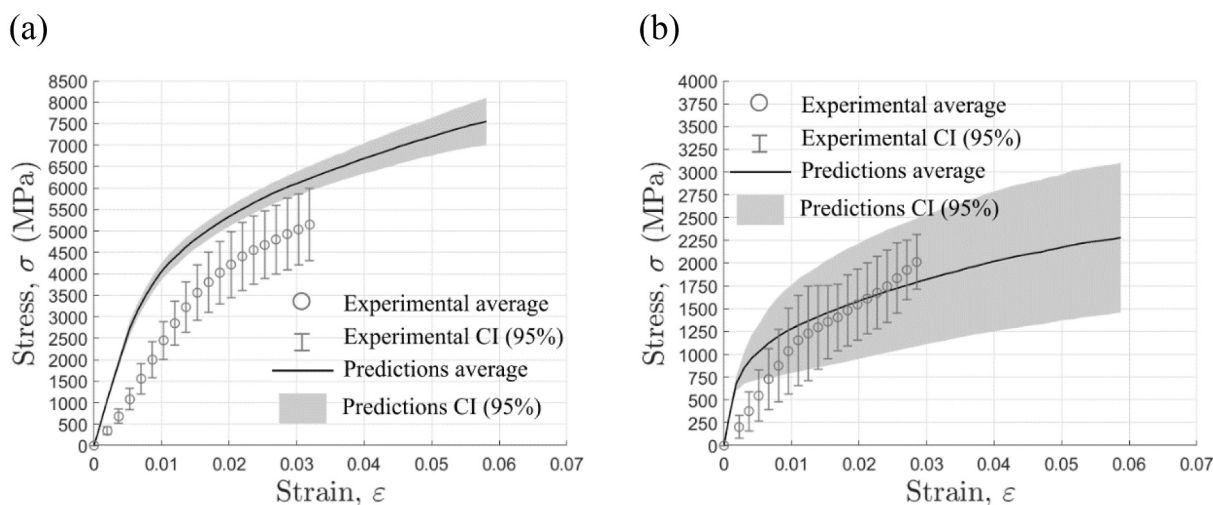 (a)
8500
8000
7500
7000
6500
6000
5500
5000
4500
4000
3500
3000
2500
2000
1500
1000
500
0
Stress, σ (MPa)
Experimental average
Experimental CI (95%)
Predictions average
Predictions CI (95%)
0 0.01 0.02 0.03 0.04 0.05 0.06 0.07
Strain, ε
(b)
4000
3750
3500
3250
3000
2750
2500
2250
2000
1750
1500
1250
1000
750
500
250
0
Stress, σ (MPa)
Experimental average
Experimental CI (95%)
Predictions average
Predictions CI (95%)
0 0.01 0.02 0.03 0.04 0.05 0.06 0.07
Strain, ε